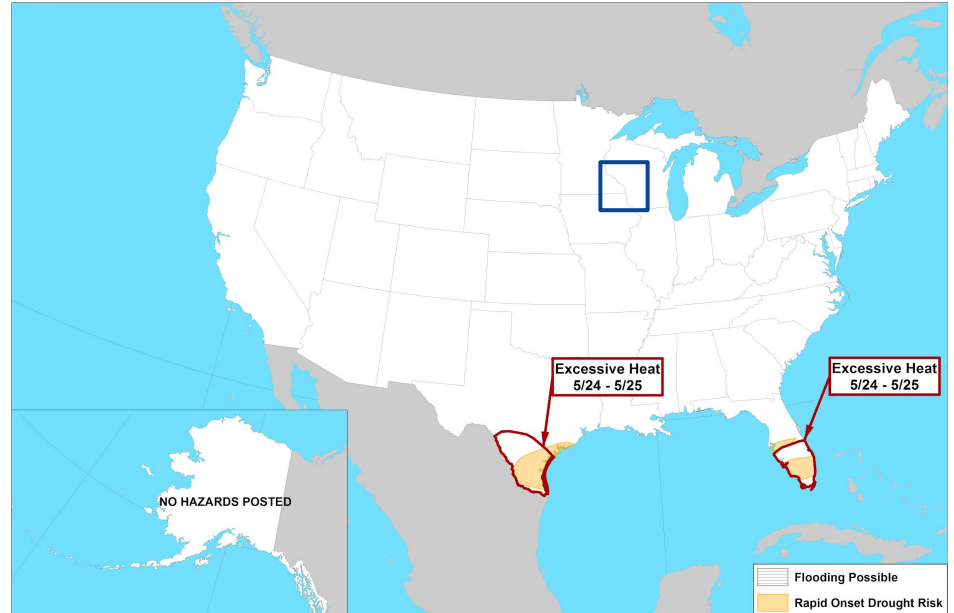 Excessive Heat
5/24 - 5/25
Excessive Heat
5/24 - 5/25
NO HAZARDS POSTED
Flooding Possible
Rapid Onset Drought Risk